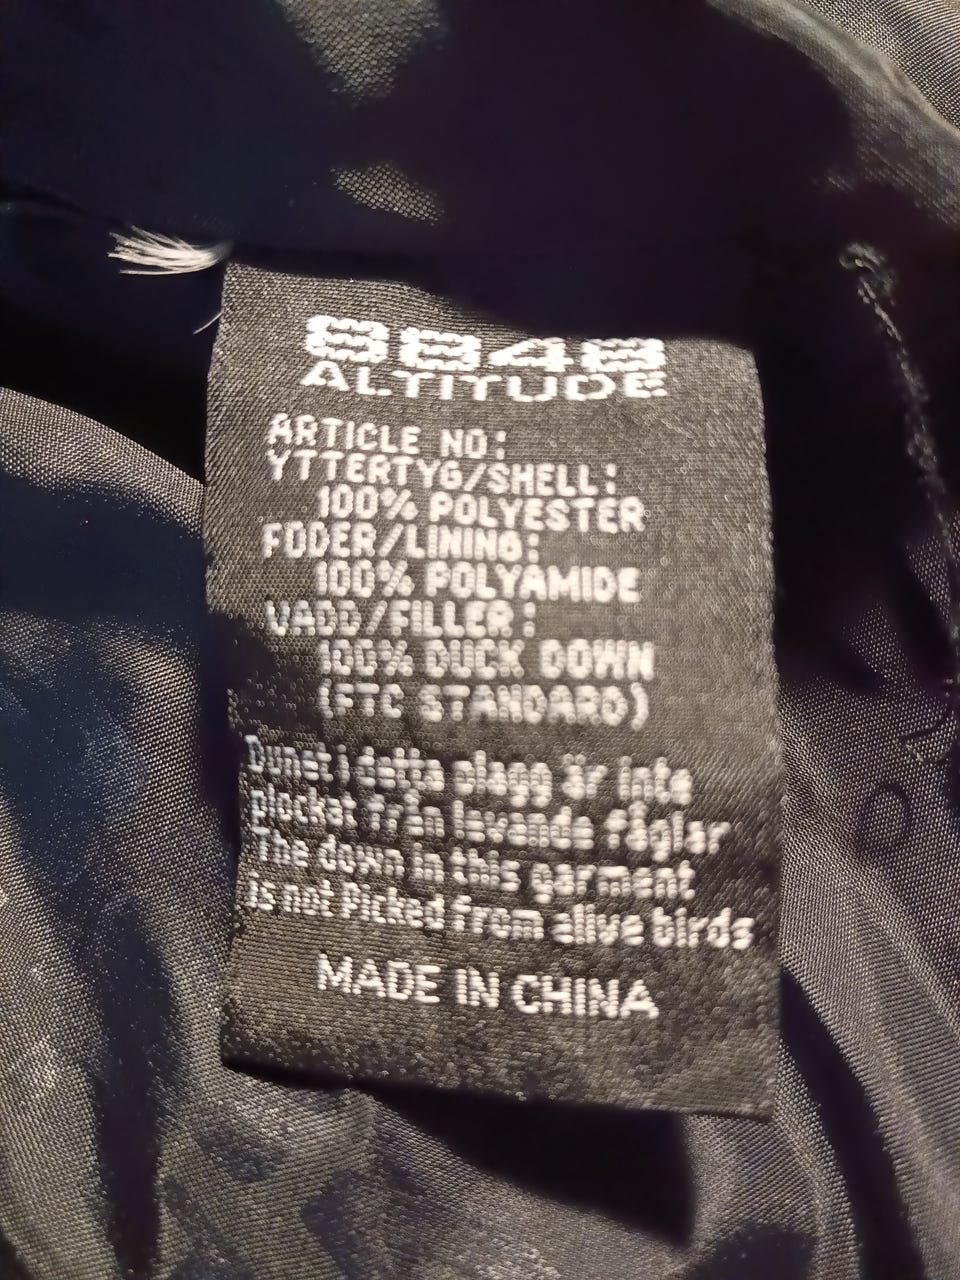 8848
ALTITUDE
ARTICLE NO:
YTTERTYG/SHELL:
100% POLYESTER
FODER/LINING:
100% POLYAMIDE
VADD/FILLER:
100% DUCK DOWN
(FTC STANDARD)
Dunet i detta plagg är inte
plocket från levande fåglar
The down in this garment
is not Picked from alive birds
MADE IN CHINA